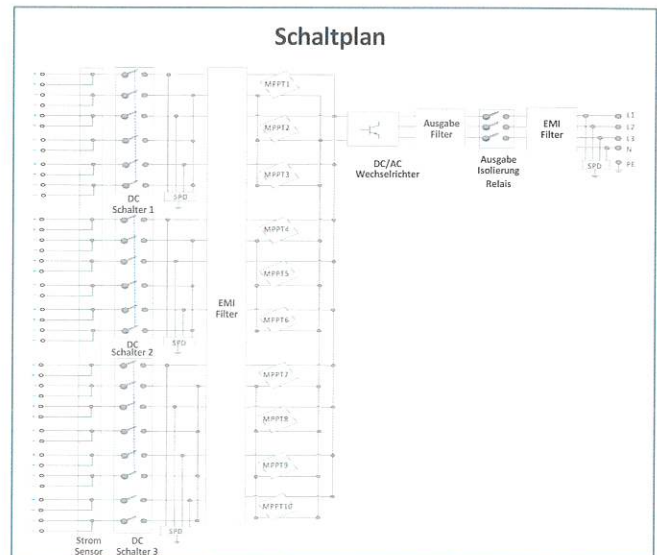 Schaltplan
MPPT1
MPPT2
MPPT3
DC
Schalter 1
SPD
MPPT4
MPPT5
MPPT6
EMI
Filter
DC
Schalter 2
SPD
MPPT7
MPPT8
MPPT9
MPPT10
Strom
Sensor
DC
Schalter 3
SPD
DC/AC
Wechselrichter
Ausgabe
Filter
Ausgabe
Isolierung
Relais
EMI
Filter
L1
L2
L3
N
PE
SPD